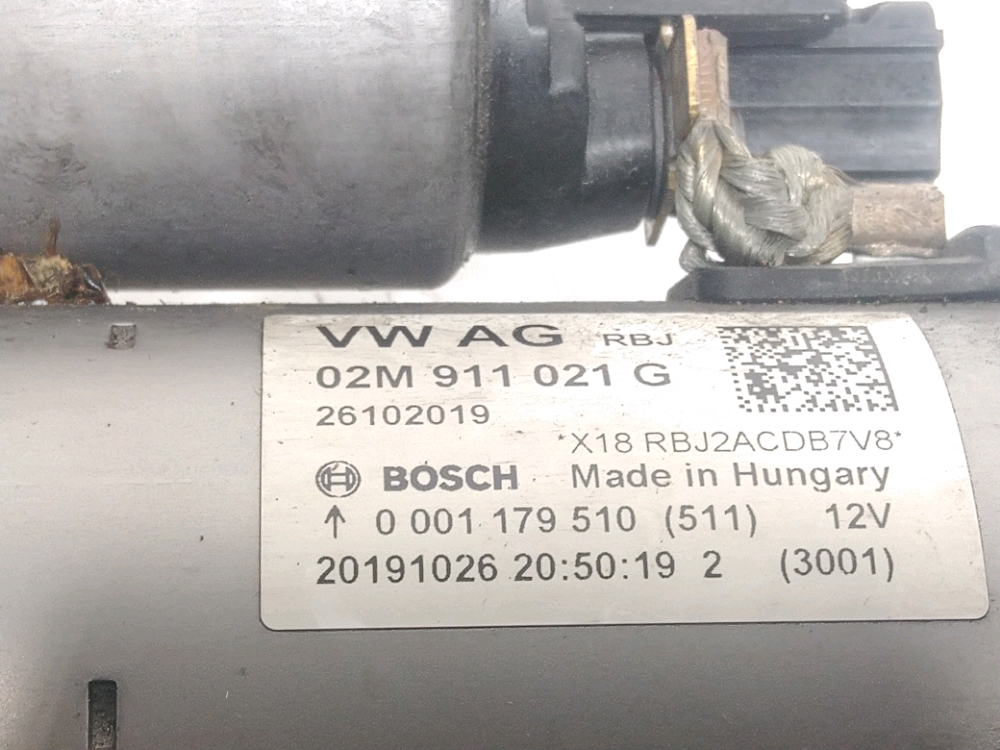 VW AG RBJ
02M 911 021 G
26102019
*X18 RBJ2ACDB7V8*
BOSCH Made in Hungary
↑ 0 001 179 510 (511) 12V
20191026 20:50:19 2 (3001)